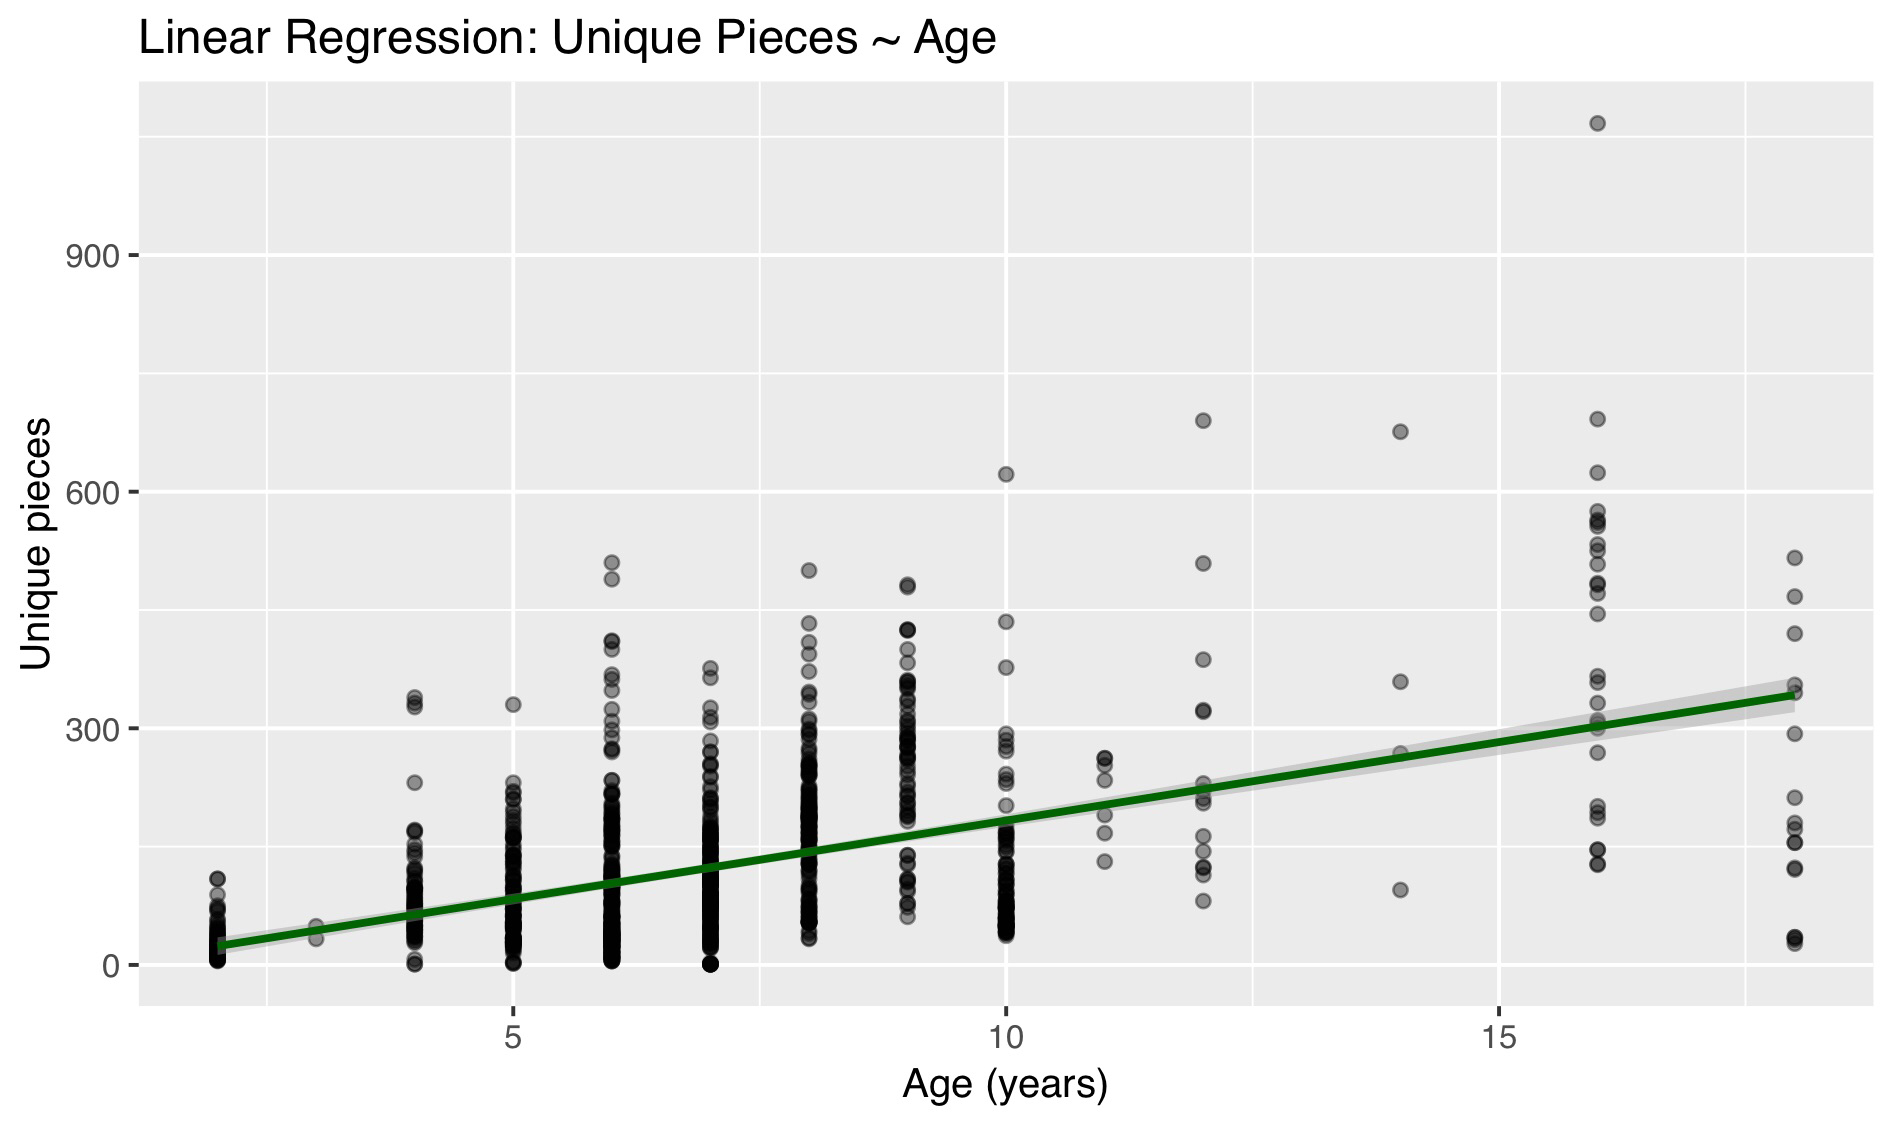 Linear Regression: Unique Pieces ~ Age
Unique pieces
900
600
300
0
5 10 15
Age (years)